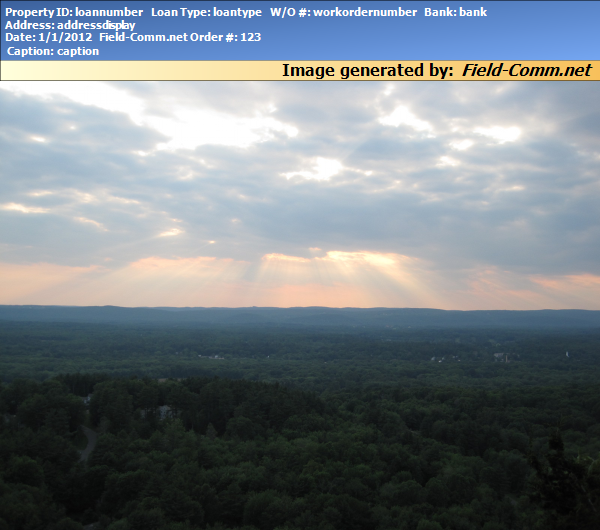 Property ID: loannumber Loan Type: loantype W/O #: workordernumber Bank: bank
Address: addressdisplay
Date: 1/1/2012 Field-Comm.net Order #: 123
Caption: caption
Image generated by: Field-Comm.net